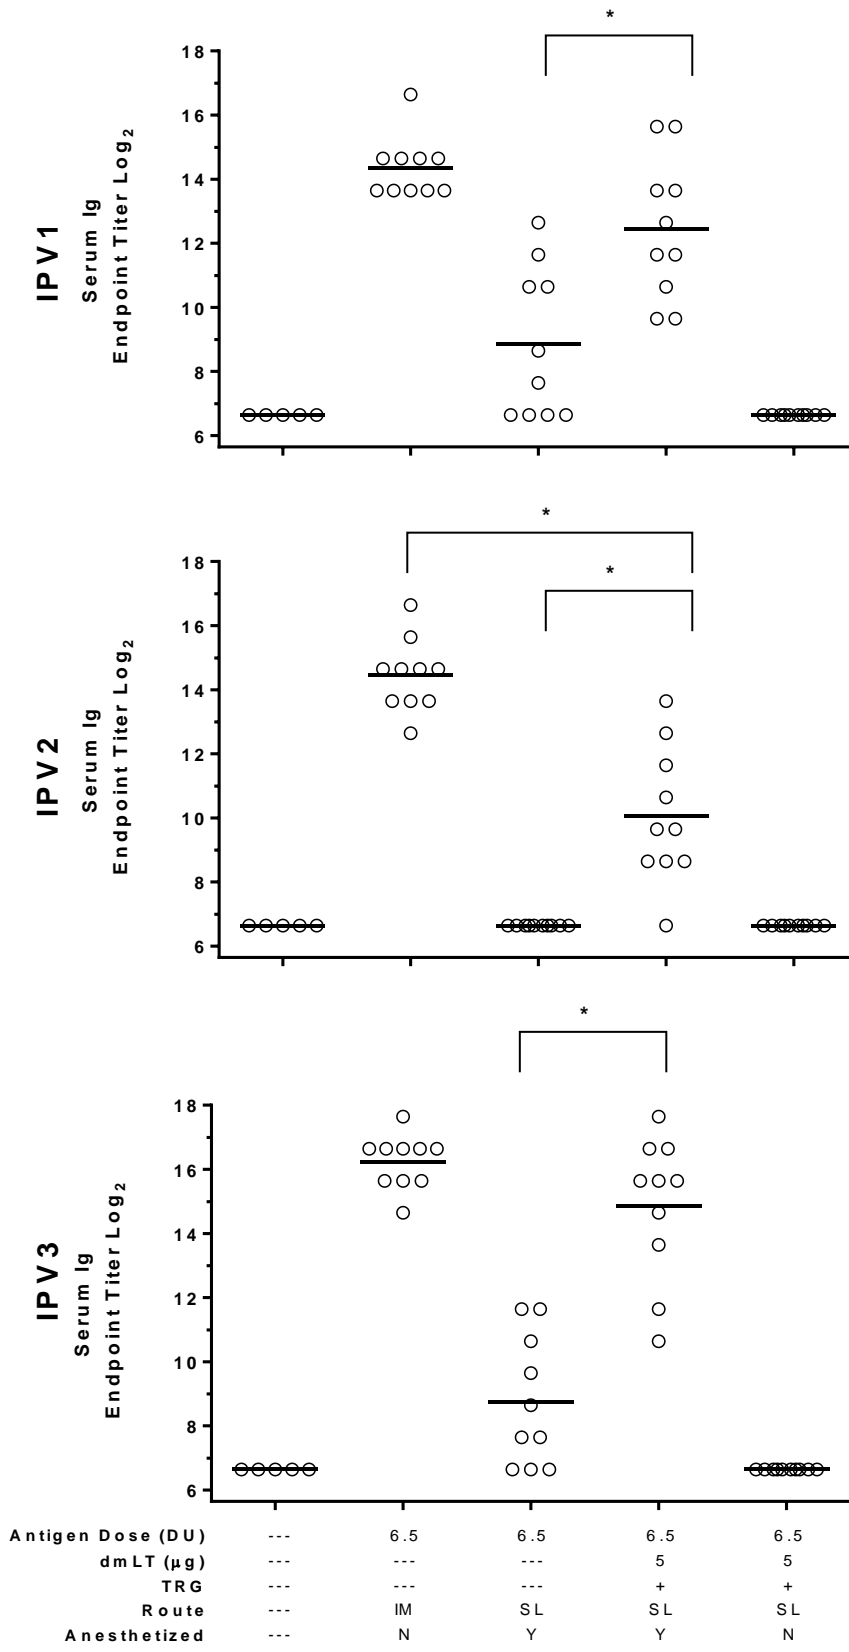 *
18
16
14
12
10
8
6
IPV1
Serum Ig
Endpoint Titer Log2
*
*
18
16
14
12
10
8
6
IPV2
Serum Ig
Endpoint Titer Log2
*
18
16
14
12
10
8
6
IPV3
Serum Ig
Endpoint Titer Log2
Antigen Dose (DU) --- 6.5 6.5 6.5 6.5
dmLT (μg) --- --- --- 5 5
TRG --- --- --- + +
Route --- IM SL SL SL
Anesthetized --- N Y Y N